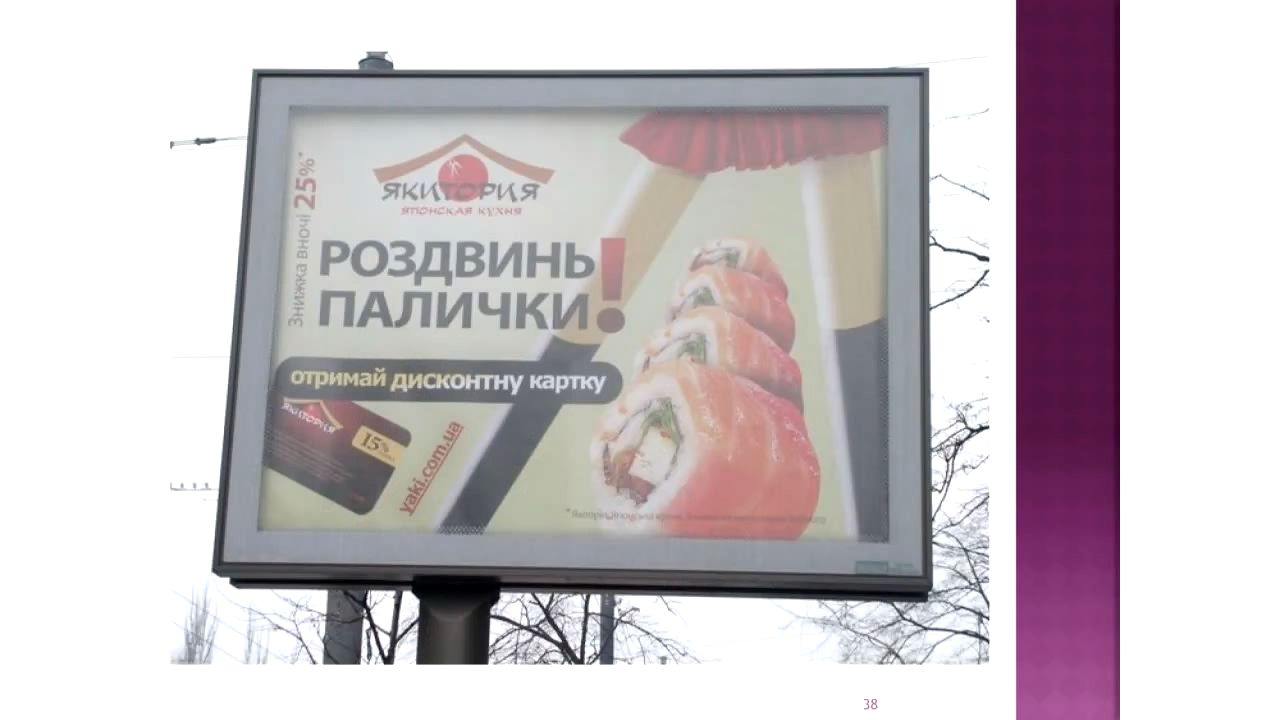 ЯКИТОРИЯ
ЯПОНСКАЯ КУХНЯ
Знижка вночі 25%*
РОЗДВИНЬ
ПАЛИЧКИ!
отримай дисконтну картку
ЯКИТОРИЯ
15%
yaki.com.ua
38